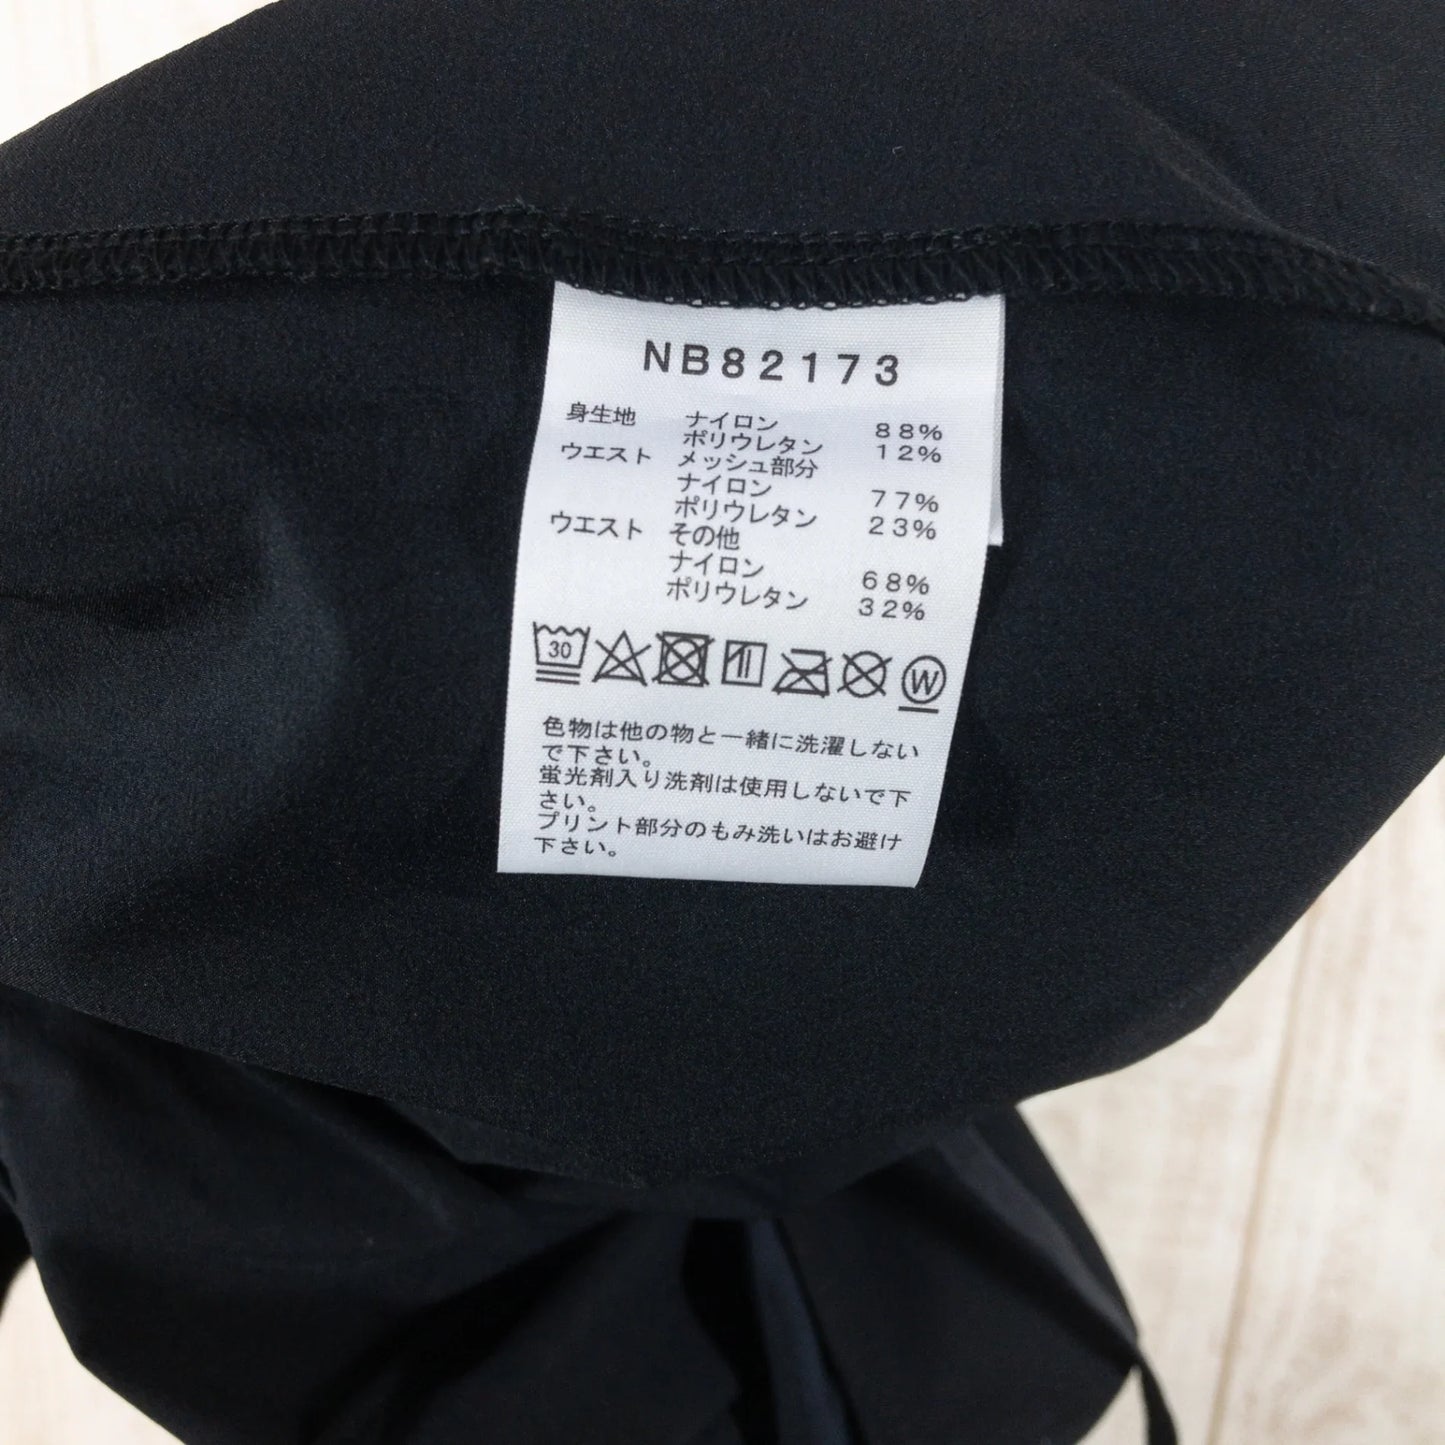 NB82173
身生地 ナイロン 88%
ポリウレタン 12%
ウエスト メッシュ部分
ナイロン 77%
ポリウレタン 23%
ウエスト その他
ナイロン 68%
ポリウレタン 32%
30 W
色物は他の物と一緒に洗濯しない
で下さい。
蛍光剤入り洗剤は使用しないで下
さい。
プリント部分のもみ洗いはお避け
下さい。